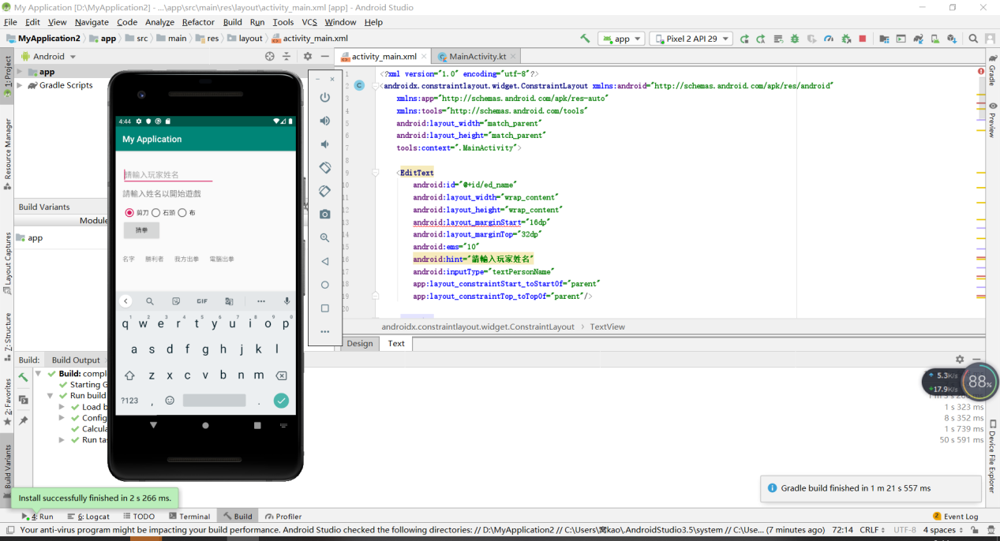 My Application [D:\MyApplication2] - ...\app\src\main\res\layout\activity_main.xml [app] - Android Studio
File Edit View Navigate Code Analyze Refactor Build Run Tools VCS Window Help
MyApplication2 app src main res layout activity_main.xml
app Pixel 2 API 29
Android
activity_main.xml MainActivity.kt
1: Project
Resource Manager
Layout Captures
Z: Structure
2: Favorites
Build Variants
app
Gradle Scripts
Build Variants
Module
app
4:44
My Application
請輸入玩家姓名
請輸入姓名以開始遊戲
剪刀 石頭 布
猜拳
名字 勝利者 我方出拳 電腦出拳
GIF
1 2 3 4 5 6 7 8 9 0
q w e r t y u i o p
a s d f g h j k l
z x c v b n m
?123 , .
1 <?xml version="1.0" encoding="utf-8"?>
2 <androidx.constraintlayout.widget.ConstraintLayout xmlns:android="http://schemas.android.com/apk/res/android"
3 xmlns:app="http://schemas.android.com/apk/res-auto"
4 xmlns:tools="http://schemas.android.com/tools"
5 android:layout_width="match_parent"
6 android:layout_height="match_parent"
7 tools:context=".MainActivity">
8
9 <EditText
10 android:id="@+id/ed_name"
11 android:layout_width="wrap_content"
12 android:layout_height="wrap_content"
13 android:layout_marginStart="16dp"
14 android:layout_marginTop="32dp"
15 android:ems="10"
16 android:hint="請輸入玩家姓名"
17 android:inputType="textPersonName"
18 app:layout_constraintStart_toStartOf="parent"
19 app:layout_constraintTop_toTopOf="parent"/>
20
androidx.constraintlayout.widget.ConstraintLayout TextView
Design Text
Gradle
Preview
Device File Explorer
Build: Build Output
Build: compl
Starting G
Run build
Load b
Config
Calcula
Run ta
5.3K/s
17.9K/s
88%
1 s 323 ms
8 s 352 ms
1 s 739 ms
50 s 591 ms
Gradle build finished in 1 m 21 s 557 ms
Install successfully finished in 2 s 266 ms.
4: Run 6: Logcat TODO Terminal Build Profiler
2 Event Log
Your anti-virus program might be impacting your build performance. Android Studio checked the following directories: // D:\MyApplication2 // C:\Users\窩kao\.AndroidStudio3.5\system // C:\Use... (7 minutes ago) 72:14 CRLF UTF-8 4 spaces